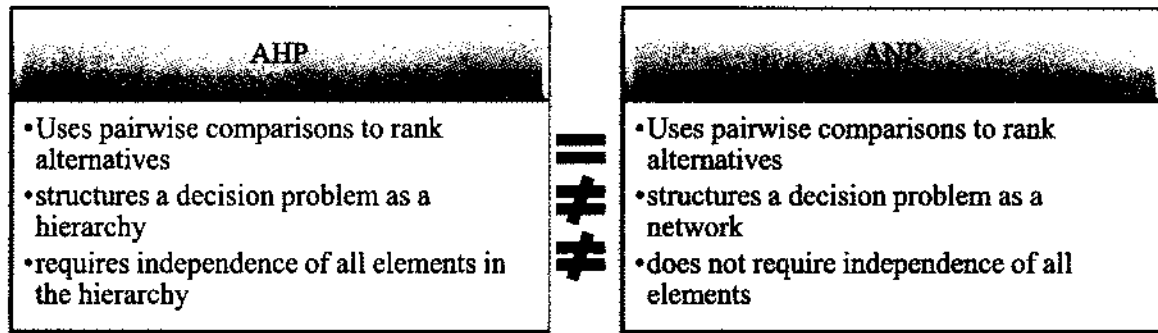 AHP
•Uses pairwise comparisons to rank
alternatives
•structures a decision problem as a
hierarchy
•requires independence of all elements in
the hierarchy
=
≠
≠
ANP
•Uses pairwise comparisons to rank
alternatives
•structures a decision problem as a
network
•does not require independence of all
elements